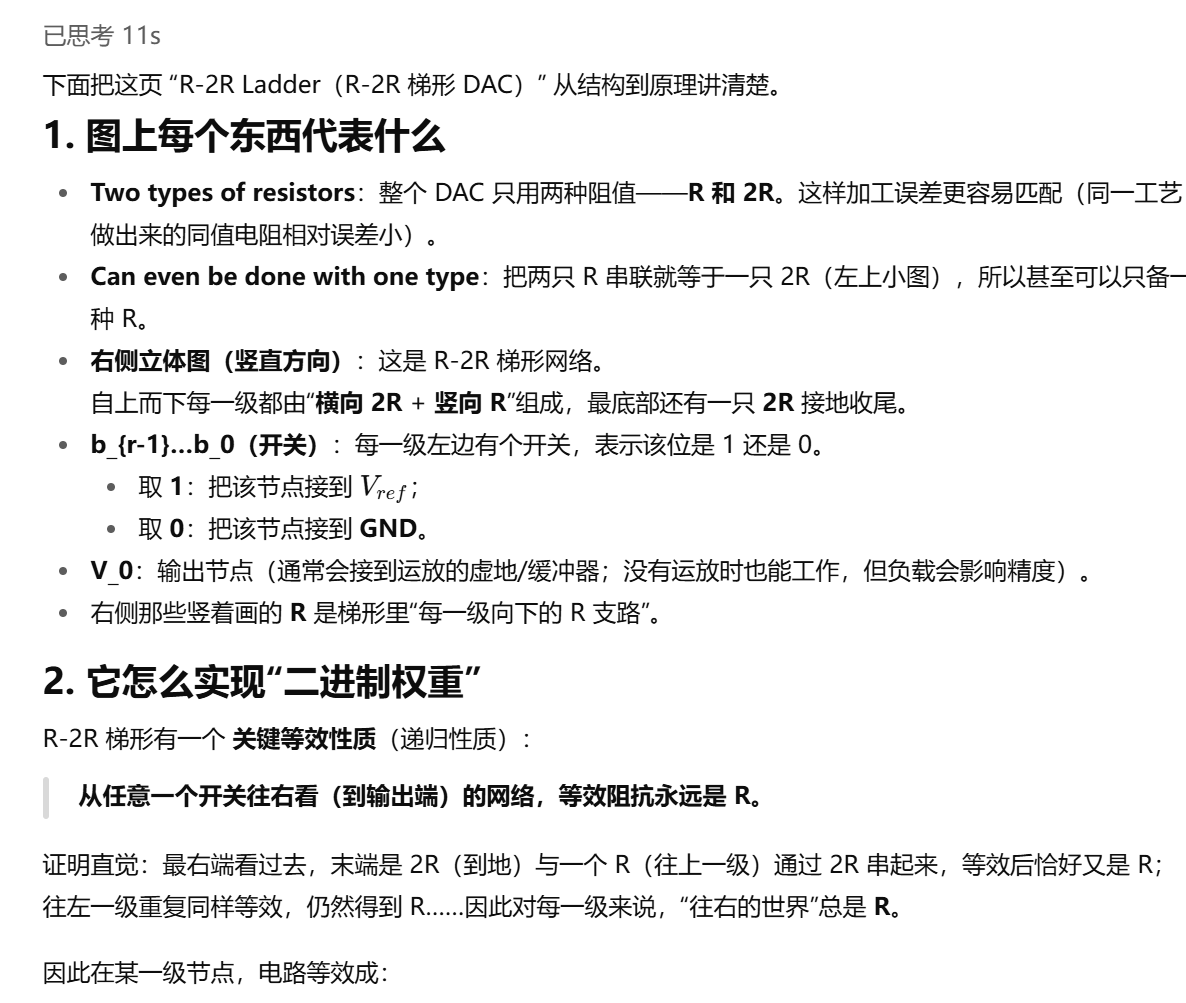 已思考 11s
下面把这页 “R-2R Ladder（R-2R 梯形 DAC）” 从结构到原理讲清楚。
1. 图上每个东西代表什么
• Two types of resistors：整个 DAC 只用两种阻值——R 和 2R。这样加工误差更容易匹配（同一工艺
做出来的同值电阻相对误差小）。
• Can even be done with one type：把两只 R 串联就等于一只 2R（左上小图），所以甚至可以只备一
种 R。
• 右侧立体图（竖直方向）：这是 R-2R 梯形网络。
自上而下每一级都由“横向 2R + 竖向 R”组成，最底部还有一只 2R 接地收尾。
• b_{r-1}…b_0（开关）：每一级左边有个开关，表示该位是 1 还是 0。
• 取 1：把该节点接到 V_{ref}；
• 取 0：把该节点接到 GND。
• V_0：输出节点（通常会接到运放的虚地/缓冲器；没有运放时也能工作，但负载会影响精度）。
• 右侧那些竖着画的 R 是梯形里“每一级向下的 R 支路”。
2. 它怎么实现“二进制权重”
R-2R 梯形有一个 关键等效性质（递归性质）：
从任意一个开关往右看（到输出端）的网络，等效阻抗永远是 R。
证明直觉：最右端看过去，末端是 2R（到地）与一个 R（往上一级）通过 2R 串起来，等效后恰好又是 R；
往左一级重复同样等效，仍然得到 R……因此对每一级来说，“往右的世界”总是 R。
因此在某一级节点，电路等效成：